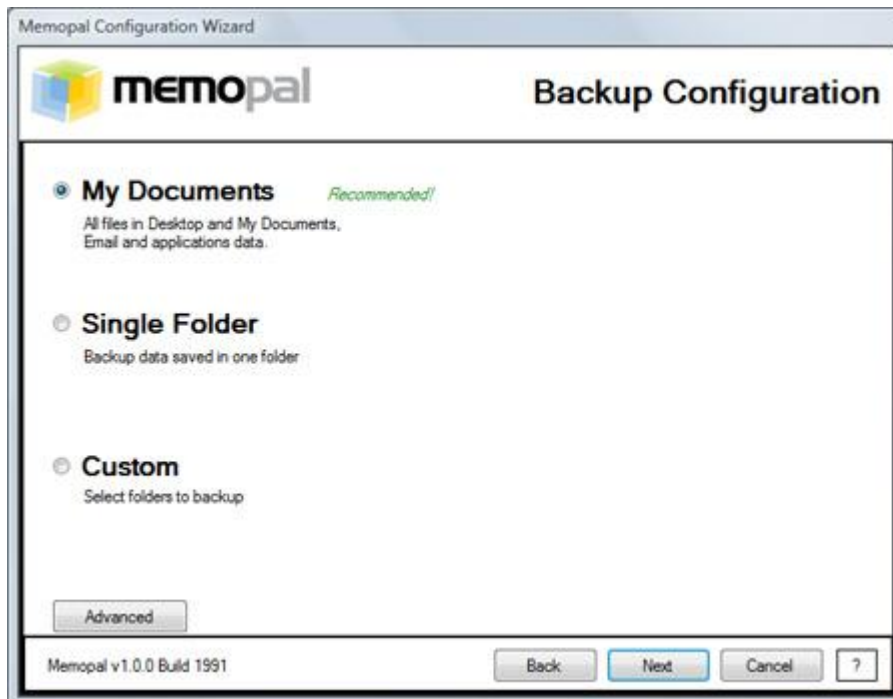 Memopal Configuration Wizard
memopal
Backup Configuration
My Documents Recommended!
All files in Desktop and My Documents,
Email and applications data.
Single Folder
Backup data saved in one folder
Custom
Select folders to backup
Advanced
Memopal v1.0.0 Build 1991 Back Next Cancel ?